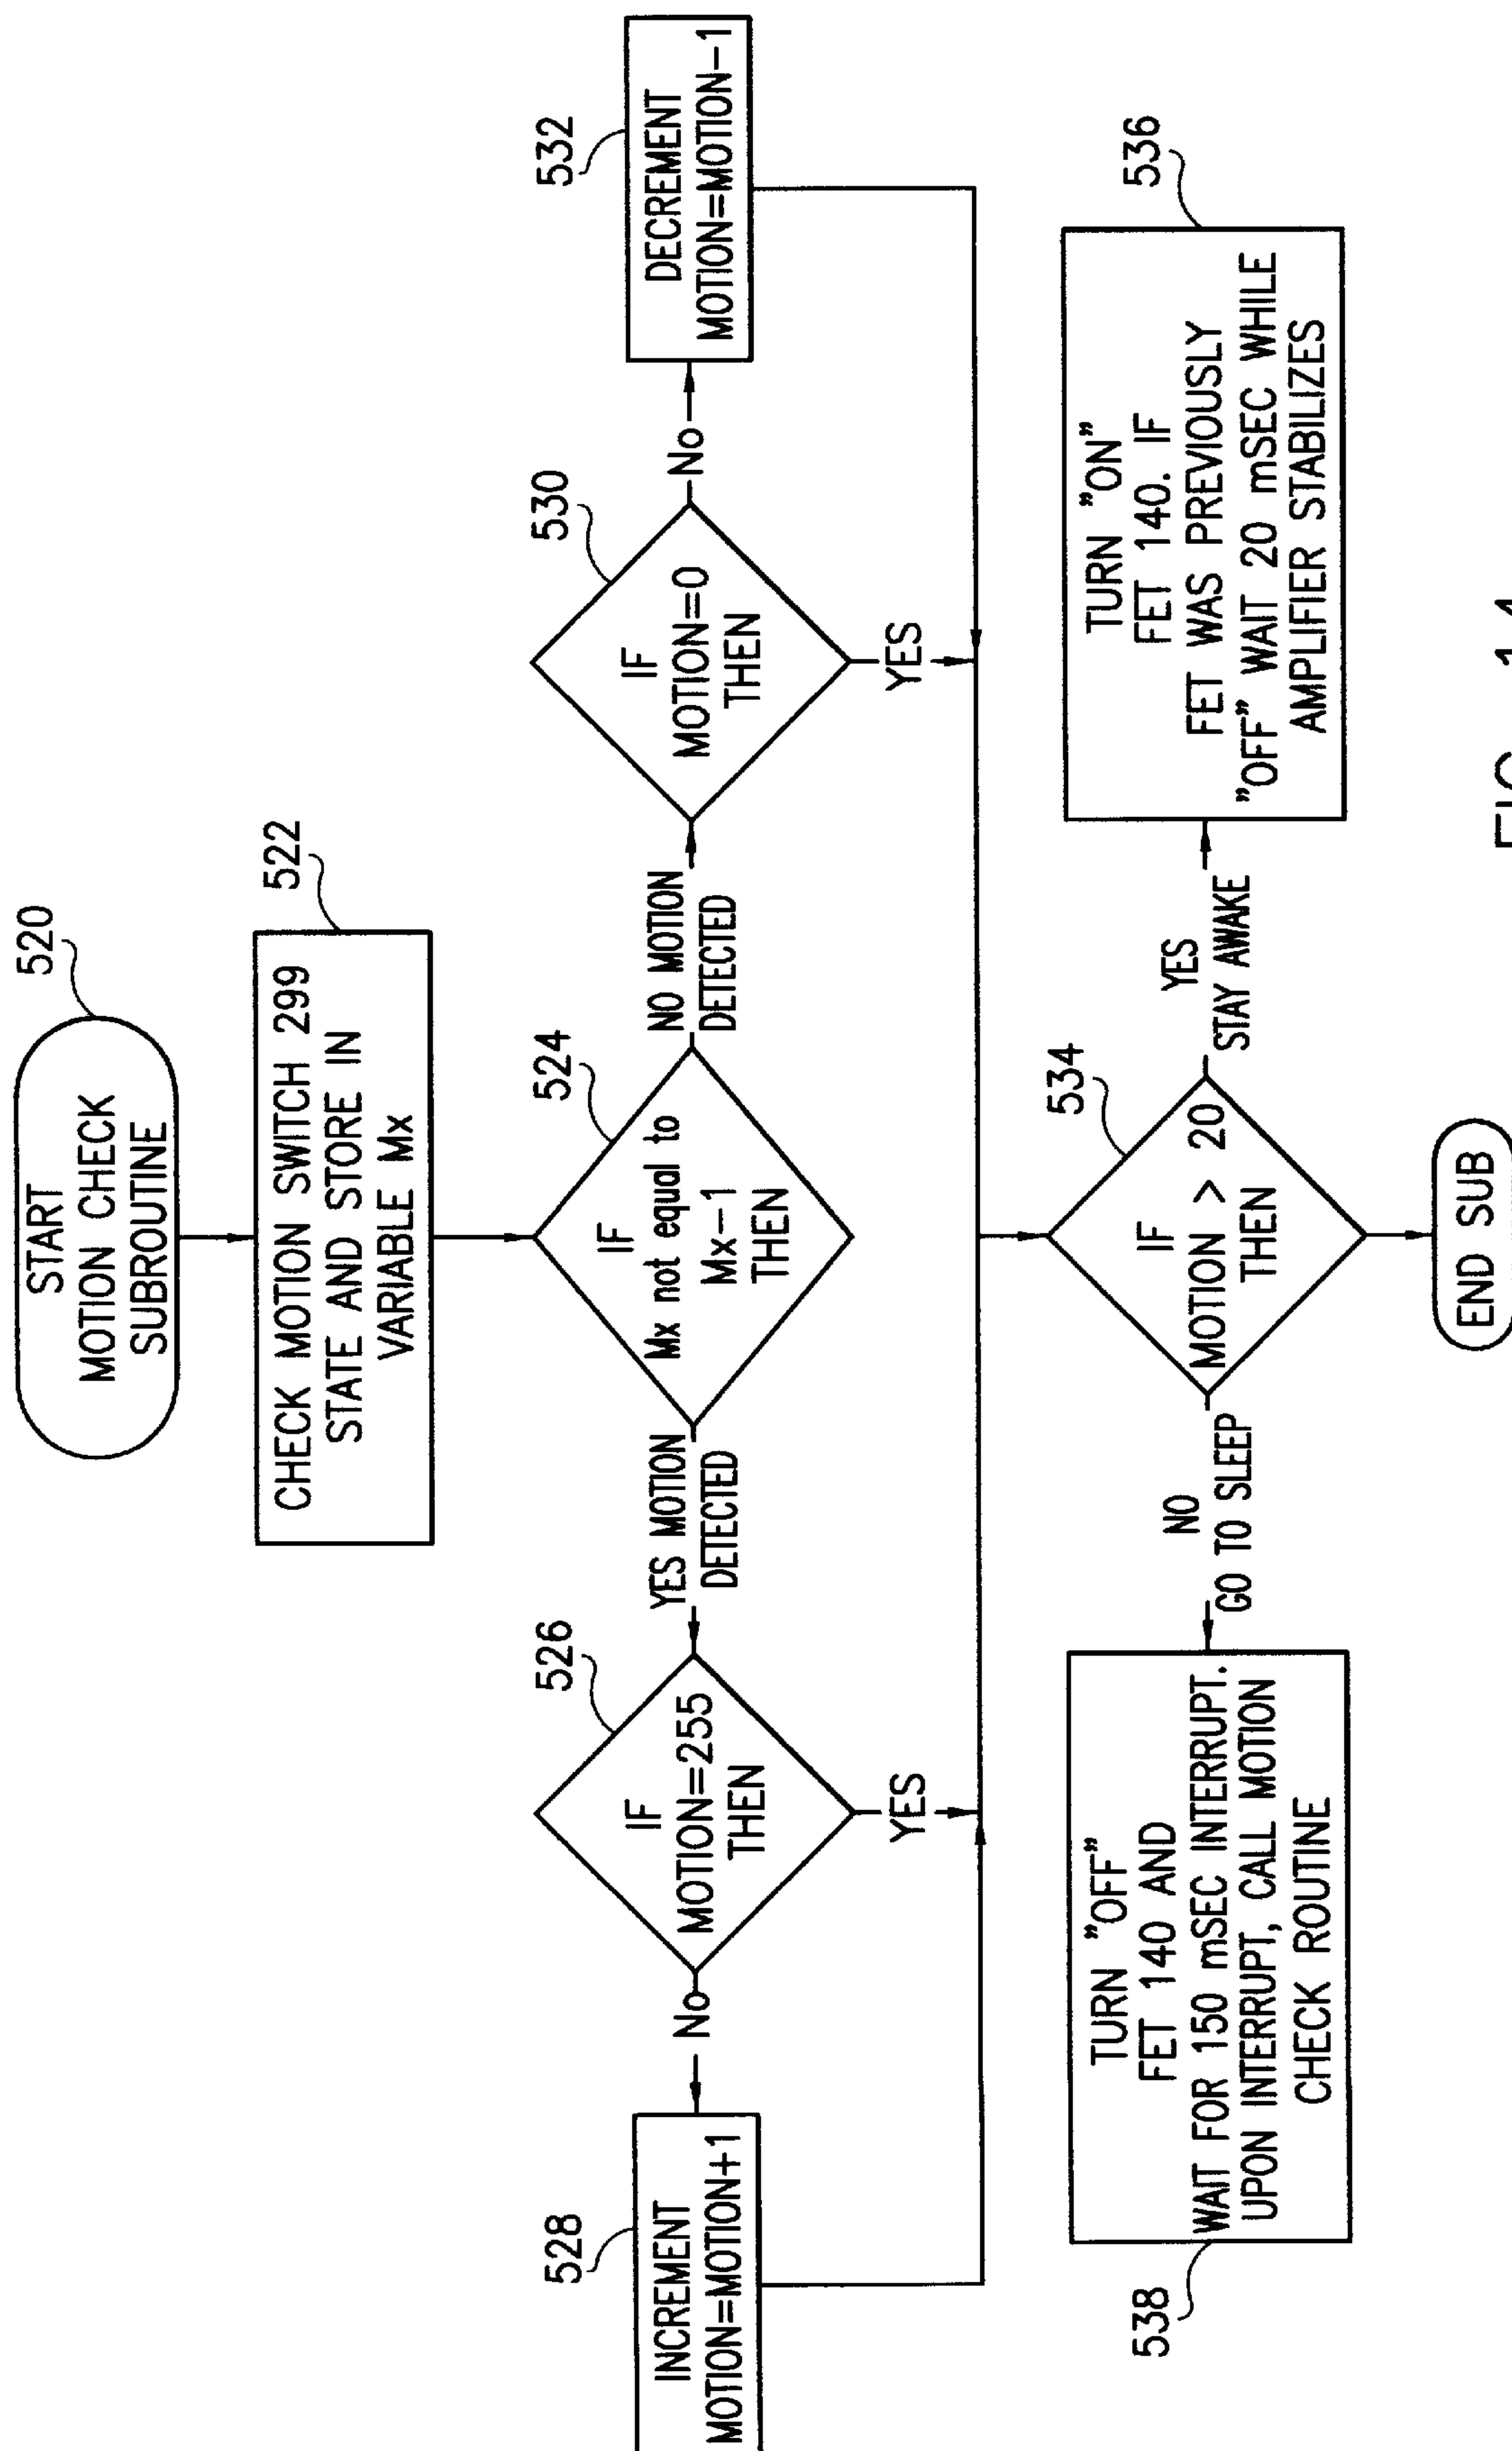 520
START
MOTION CHECK
SUBROUTINE
522
CHECK MOTION SWITCH 299
STATE AND STORE IN
VARIABLE Mx
524
IF
Mx not equal to
Mx-1
THEN
YES MOTION
DETECTED
NO MOTION
DETECTED
526
IF
MOTION=255
THEN
No
YES
528
INCREMENT
MOTION=MOTION+1
530
IF
MOTION=0
THEN
No
YES
532
DECREMENT
MOTION=MOTION-1
534
IF
MOTION > 20
THEN
NO
GO TO SLEEP
YES
STAY AWAKE
538
TURN "OFF"
FET 140 AND
WAIT FOR 150 mSEC INTERRUPT.
UPON INTERRUPT, CALL MOTION
CHECK ROUTINE
536
TURN "ON"
FET 140. IF
FET WAS PREVIOUSLY
"OFF" WAIT 20 mSEC WHILE
AMPLIFIER STABILIZES
END SUB